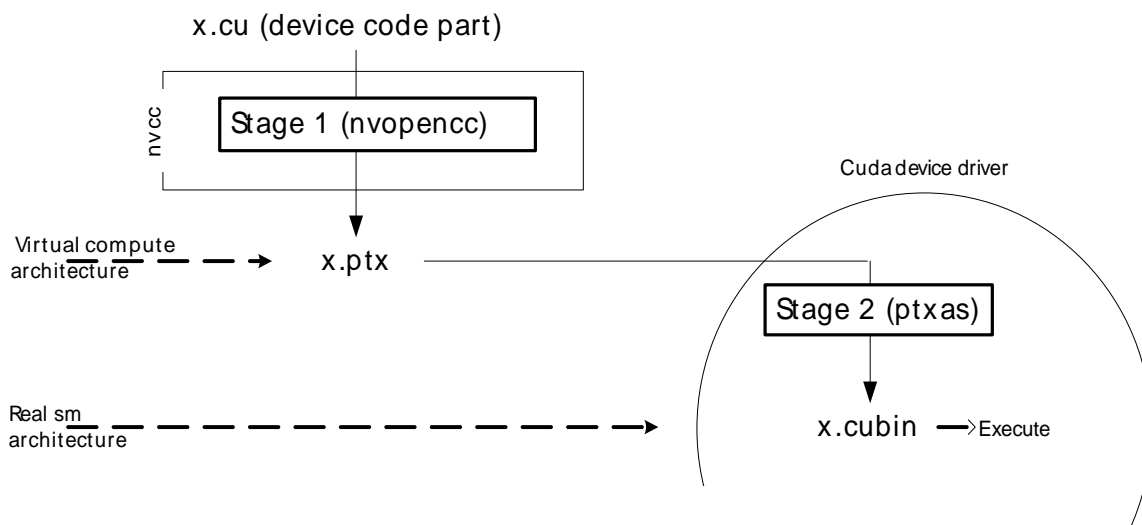 x.cu (device code part)
nvcc
Stage 1 (nvopencc)
Cuda device driver
Virtual compute
architecture
x.ptx
Stage 2 (ptxas)
Real sm
architecture
x.cubin
Execute